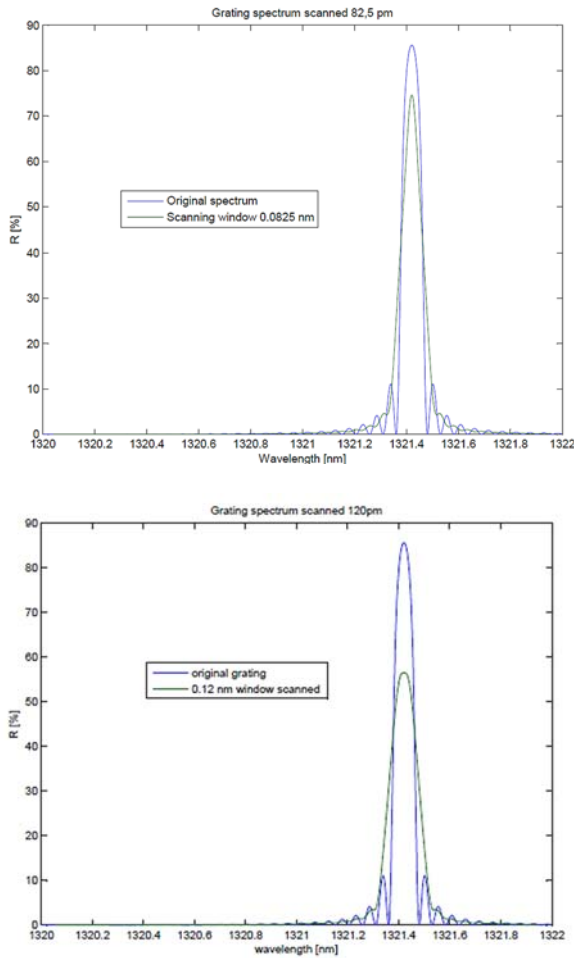 Grating spectrum scanned 82,5 pm
90
80
70
60
50
40
30
20
10
0
R [%]
Original spectrum
Scanning window 0.0825 nm
1320 1320.2 1320.4 1320.6 1320.8 1321 1321.2 1321.4 1321.6 1321.8 1322
Wavelength [nm]
Grating spectrum scanned 120pm
90
80
70
60
50
40
30
20
10
0
R [%]
original grating
0.12 nm window scanned
1320 1320.2 1320.4 1320.6 1320.8 1321 1321.2 1321.4 1321.6 1321.8 1322
wavelength [nm]